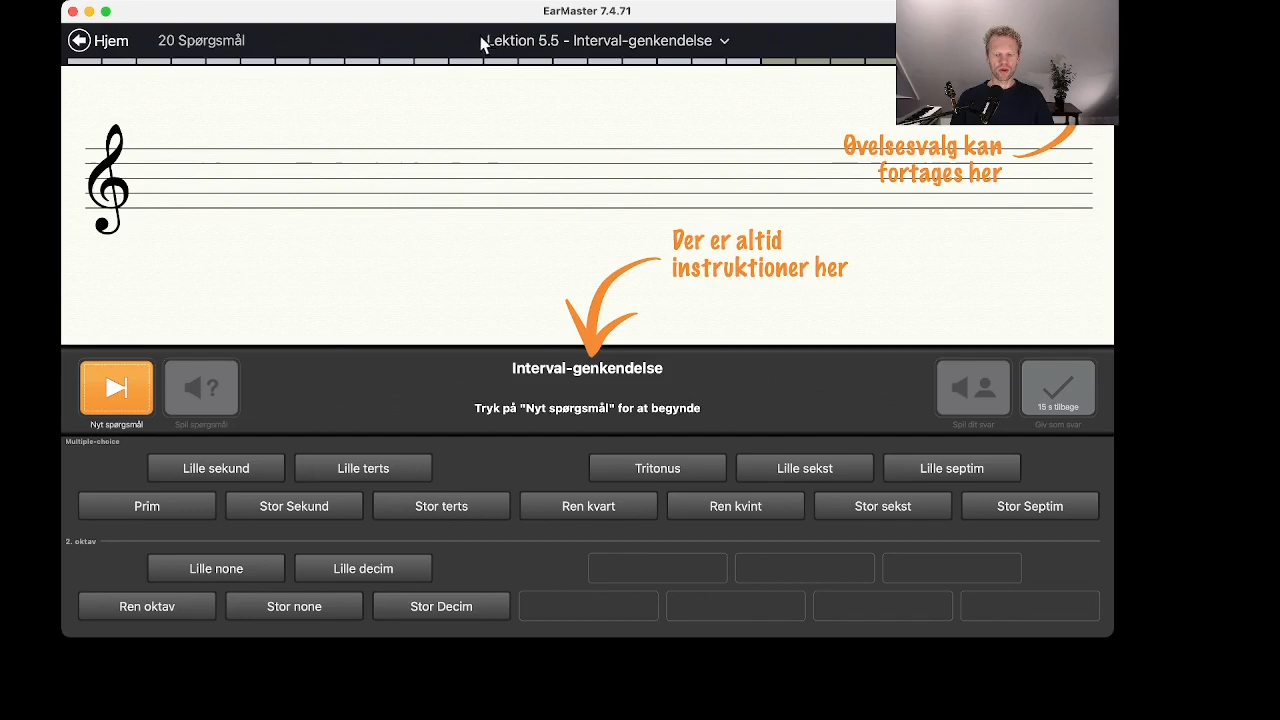 EarMaster 7.4.71
Hjem
20 Spørgsmål
Lektion 5.5 - Interval-genkendelse
Øvelsesvalg kan
fortages her
Der er altid
instruktioner her
Interval-genkendelse
Tryk på "Nyt spørgsmål" for at begynde
15 s tilbage
Nyt spørgsmål
Spil spørgsmål
Spil dit svar
Giv som svar
Multiple-choice
Lille sekund
Lille terts
Tritonus
Lille sekst
Lille septim
Prim
Stor Sekund
Stor terts
Ren kvart
Ren kvint
Stor sekst
Stor Septim
2. oktav
Lille none
Lille decim
Ren oktav
Stor none
Stor Decim